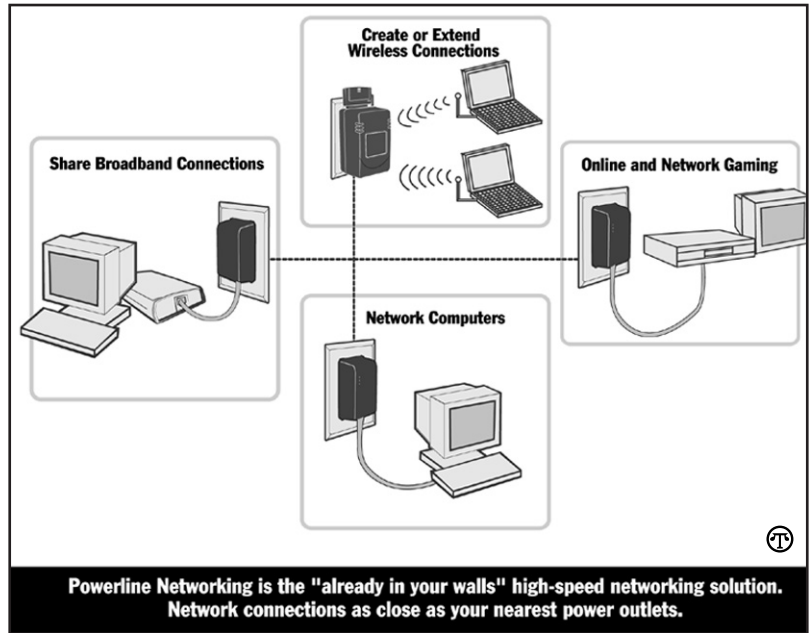 Create or Extend
Wireless Connections
Share Broadband Connections
Online and Network Gaming
Network Computers
Powerline Networking is the "already in your walls" high-speed networking solution.
Network connections as close as your nearest power outlets.